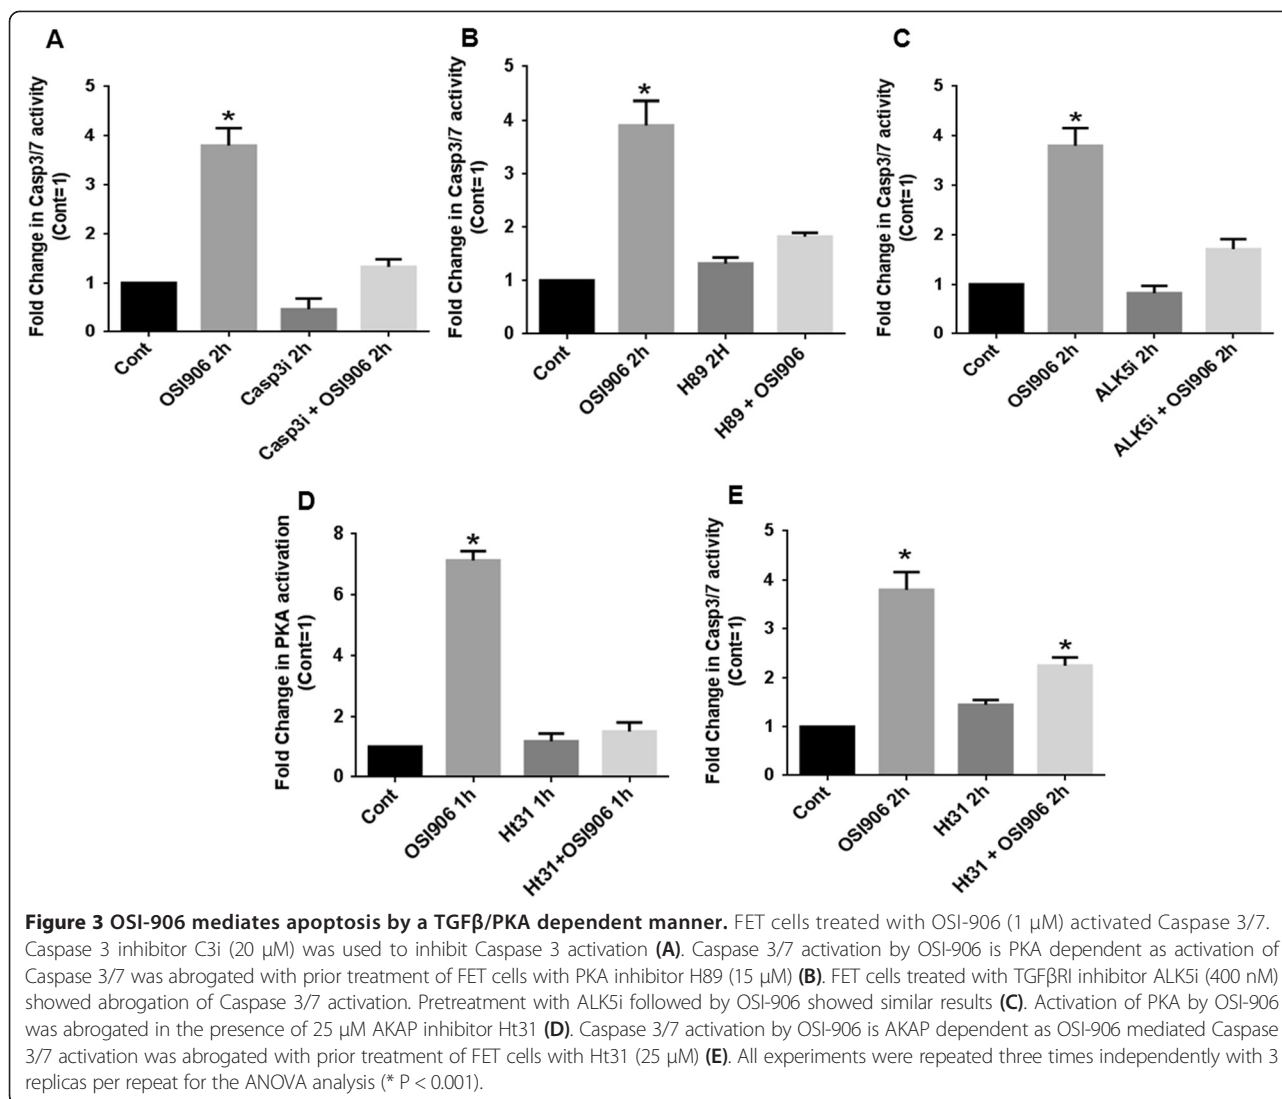 A
Fold Change in Casp3/7 activity
(Cont=1)
5
4
3
2
1
0
*
Cont
OSI906 2h
Casp3i 2h
Casp3i + OSI906 2h
B
Fold Change in Casp3/7 activity
(Cont=1)
5
4
3
2
1
0
*
Cont
OSI906 2h
H89 2H
H89 + OSI906
C
Fold Change in Casp3/7 activity
(Cont=1)
5
4
3
2
1
0
*
Cont
OSI906 2h
ALK5i 2h
ALK5i + OSI906 2h
D
Fold Change in PKA activation
(Cont=1)
8
6
4
2
0
*
Cont
OSI906 1h
Ht31 1h
Ht31+OSI906 1h
E
Fold Change in Casp3/7 activity
(Cont=1)
5
4
3
2
1
0
*
*
Cont
OSI906 2h
Ht31 2h
Ht31 + OSI906 2h
Figure 3 OSI-906 mediates apoptosis by a TGFβ/PKA dependent manner. FET cells treated with OSI-906 (1 μM) activated Caspase 3/7.
Caspase 3 inhibitor C3i (20 μM) was used to inhibit Caspase 3 activation (A). Caspase 3/7 activation by OSI-906 is PKA dependent as activation of
Caspase 3/7 was abrogated with prior treatment of FET cells with PKA inhibitor H89 (15 μM) (B). FET cells treated with TGFβRI inhibitor ALK5i (400 nM)
showed abrogation of Caspase 3/7 activation. Pretreatment with ALK5i followed by OSI-906 showed similar results (C). Activation of PKA by OSI-906
was abrogated in the presence of 25 μM AKAP inhibitor Ht31 (D). Caspase 3/7 activation by OSI-906 is AKAP dependent as OSI-906 mediated Caspase
3/7 activation was abrogated with prior treatment of FET cells with Ht31 (25 μM) (E). All experiments were repeated three times independently with 3
replicas per repeat for the ANOVA analysis (* P < 0.001).